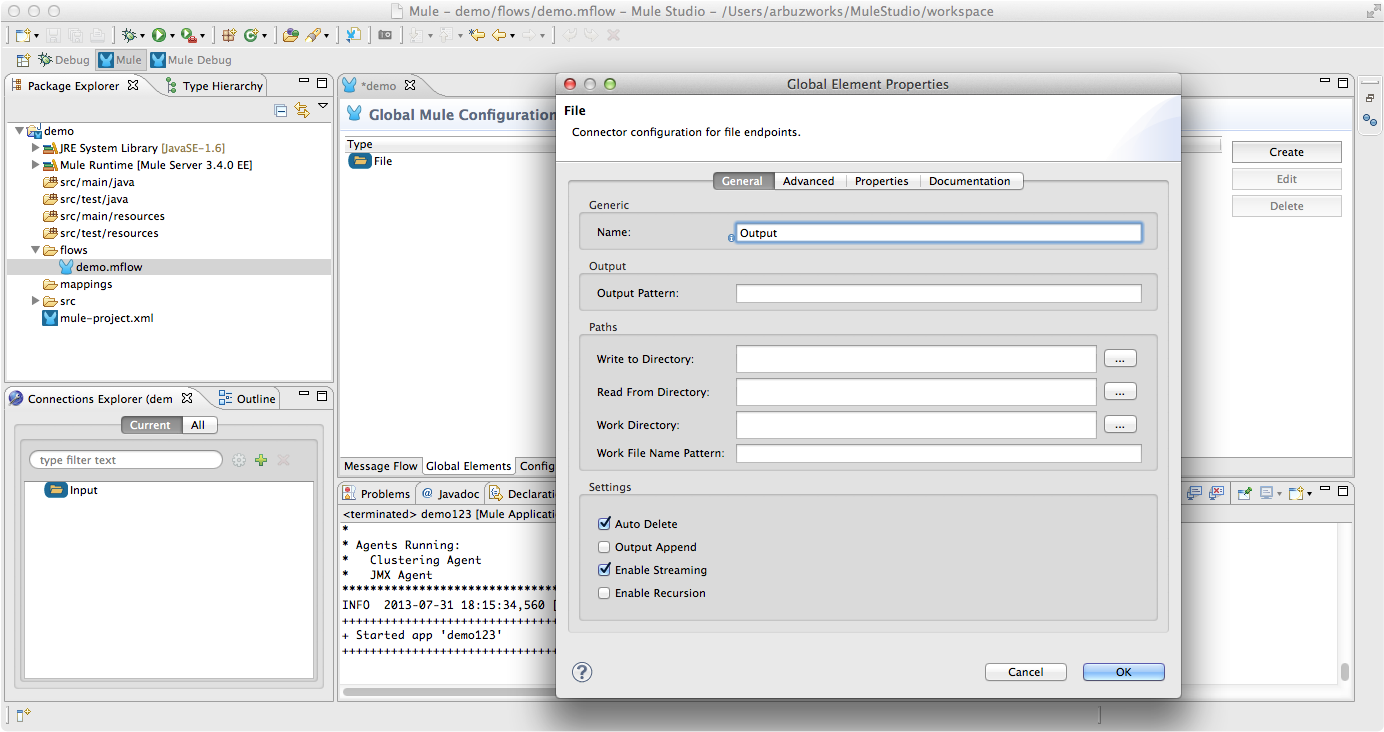 Mule – demo/flows/demo.mflow – Mule Studio – /Users/arbuzworks/MuleStudio/workspace
Debug Mule Mule Debug
Package Explorer Type Hierarchy
demo
JRE System Library [JavaSE-1.6]
Mule Runtime [Mule Server 3.4.0 EE]
src/main/java
src/test/java
src/main/resources
src/test/resources
flows
demo.mflow
mappings
src
mule-project.xml
Connections Explorer (dem Outline
Current All
type filter text
Input
*demo
Global Mule Configuration
Type
File
Create
Edit
Delete
Message Flow Global Elements Config
Problems @ Javadoc Declarati
<terminated> demo123 [Mule Applicati
*
* Agents Running:
*   Clustering Agent
*   JMX Agent
*******************************
INFO  2013-07-31 18:15:34,560 [
+++++++++++++++++++++++++++++++
+ Started app 'demo123'
+++++++++++++++++++++++++++++++
Global Element Properties
File
Connector configuration for file endpoints.
General Advanced Properties Documentation
Generic
Name: Output
Output
Output Pattern:
Paths
Write to Directory: ...
Read From Directory: ...
Work Directory: ...
Work File Name Pattern:
Settings
Auto Delete
Output Append
Enable Streaming
Enable Recursion
? Cancel OK